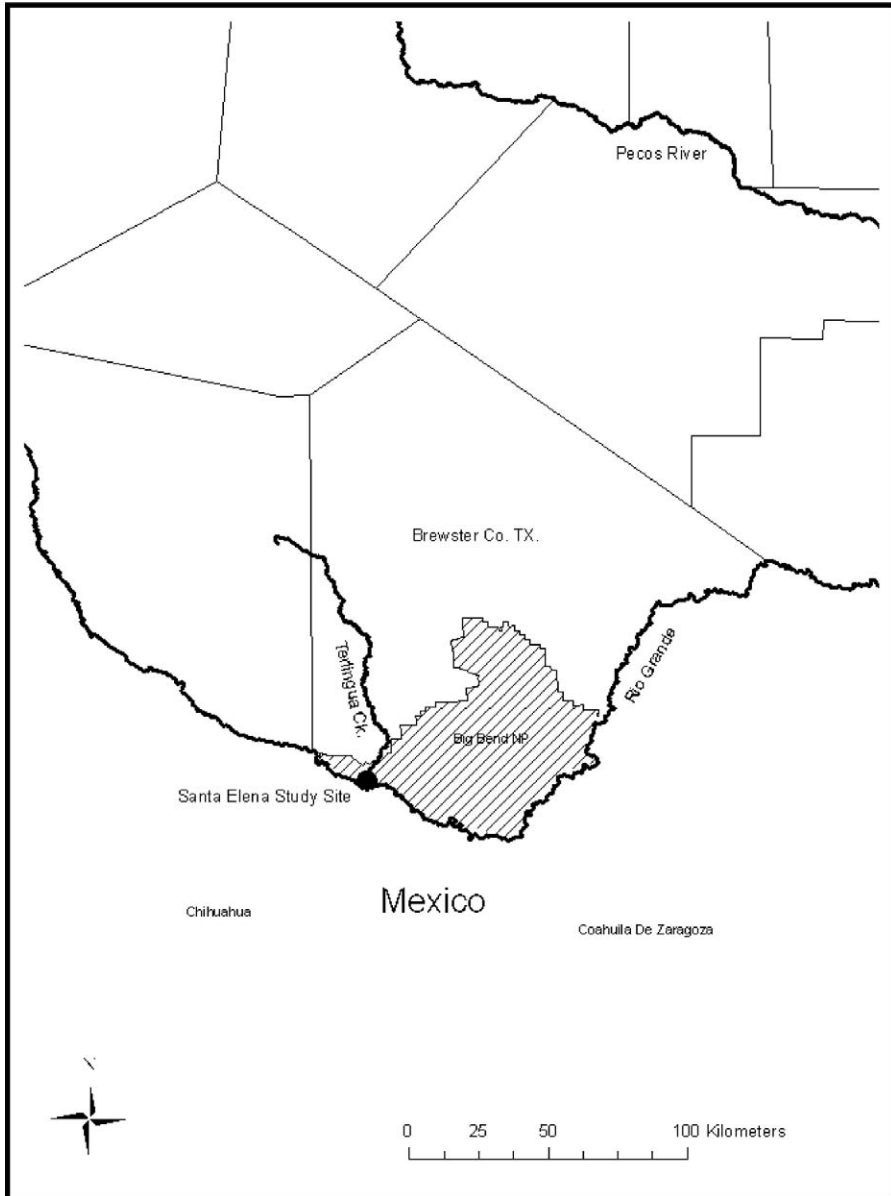 Pecos River
Brewster Co. TX.
Terlingua Ck.
Rio Grande
Big Bend NP
Santa Elena Study Site
Mexico
Chihuahua
Coahuila De Zaragoza
0 25 50 100 Kilometers